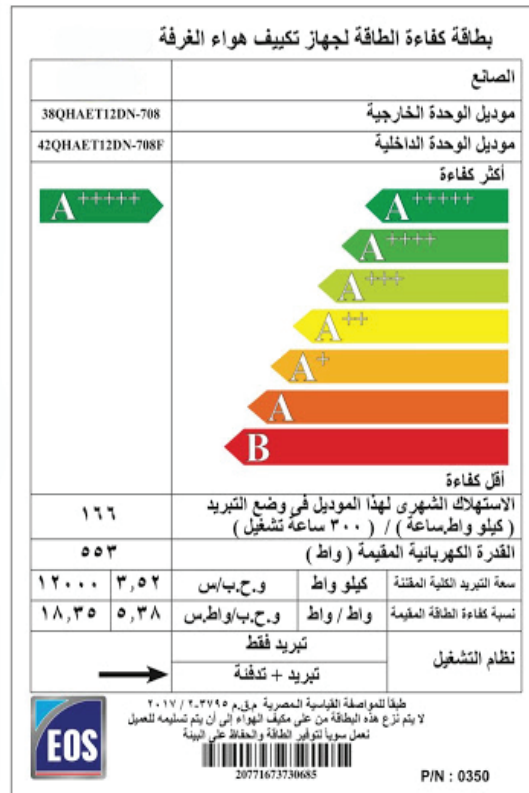 بطاقة كفاءة الطاقة لجهاز تكييف هواء الغرفة
الصانع
موديل الوحدة الخارجية 38QHAET12DN-708
موديل الوحدة الداخلية 42QHAET12DN-708F
أكثر كفاءة
A+++++ A+++++
A++++
A+++
A++
A+
A
B
أقل كفاءة
الاستهلاك الشهرى لهذا الموديل فى وضع التبريد
( كيلو واط.ساعة ) / ( ٣٠٠ ساعة تشغيل ) ١٦٦
القدرة الكهربائية المقيمة ( واط ) ٥٥٣
سعة التبريد الكلية المقننة كيلو واط و.ح.ب/س ٣,٥٢ ١٢٠٠٠
نسبة كفاءة الطاقة المقيمة واط / واط و.ح.ب/واط.س ٥,٣٨ ١٨,٣٥
نظام التشغيل
تبريد فقط
تبريد + تدفئة
طبقاً للمواصفة القياسية المصرية م.ق.م ٣٧٩٥-٢ / ٢٠١٧
لا يتم نزع هذه البطاقة من على مكيف الهواء إلى أن يتم تسليمه للعميل
نعمل سوياً لتوفير الطاقة والحفاظ على البيئة
EOS
20771673730685
P/N : 0350